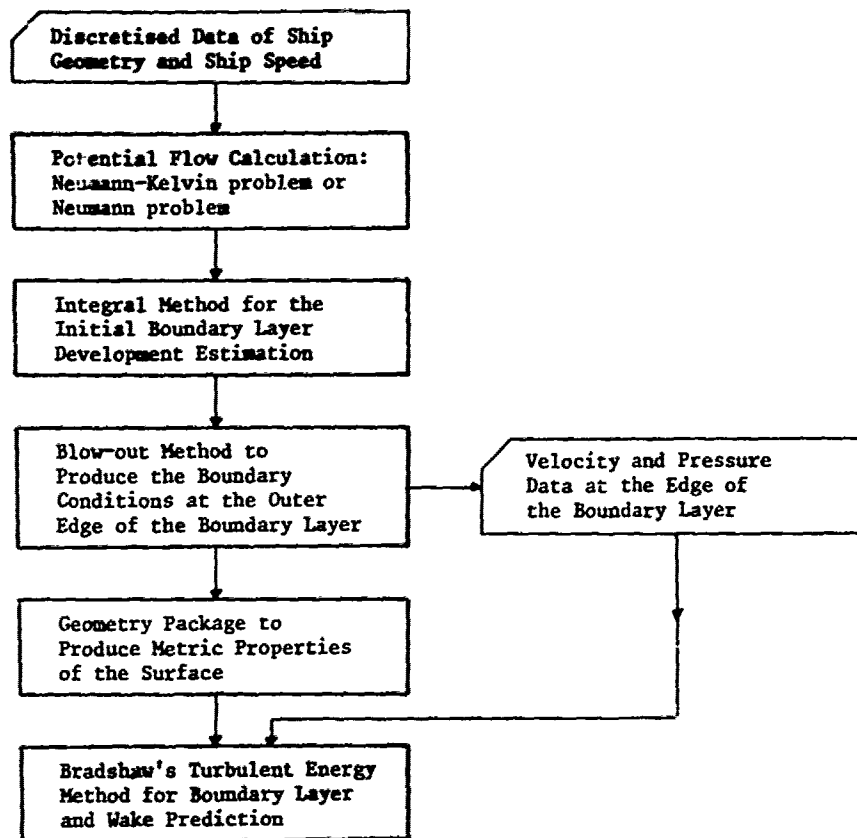 Discretised Data of Ship
Geometry and Ship Speed
Potential Flow Calculation:
Neumann-Kelvin problem or
Neumann problem
Integral Method for the
Initial Boundary Layer
Development Estimation
Blow-out Method to
Produce the Boundary
Conditions at the Outer
Edge of the Boundary Layer
Velocity and Pressure
Data at the Edge of
the Boundary Layer
Geometry Package to
Produce Metric Properties
of the Surface
Bradshaw's Turbulent Energy
Method for Boundary Layer
and Wake Prediction